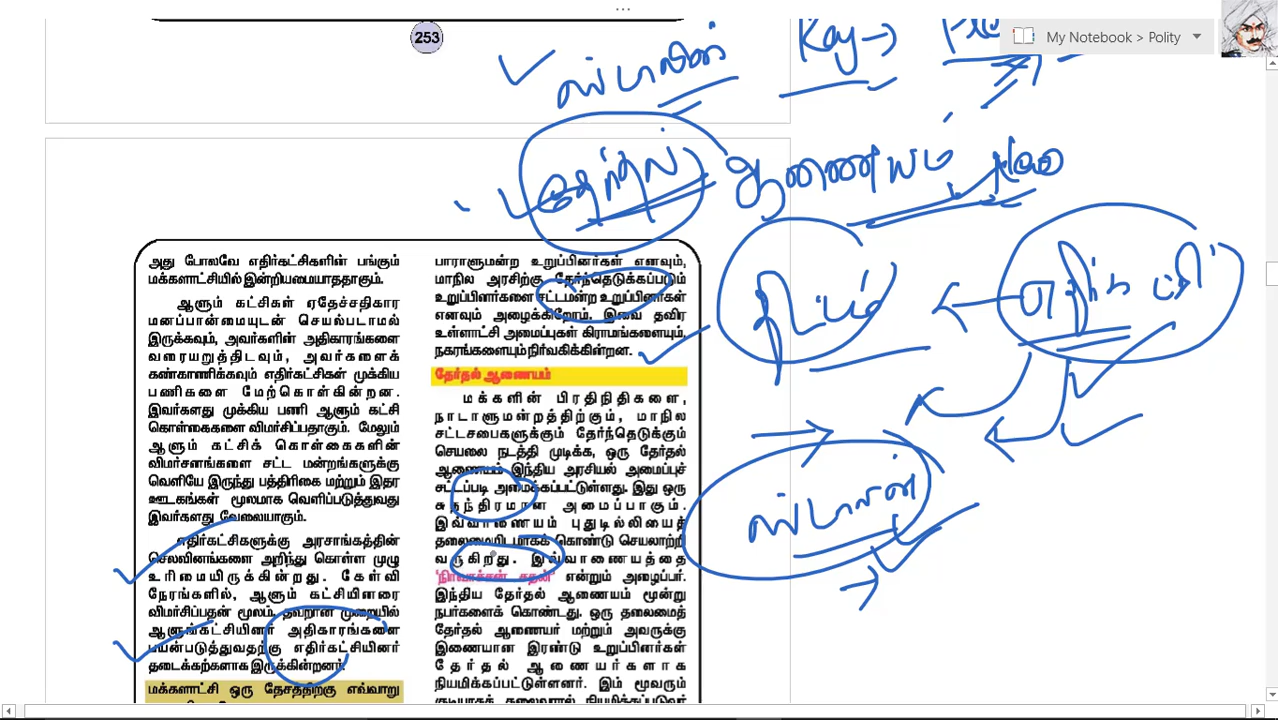 253
My Notebook > Polity
ஸ்டாலின்
Ray →
தேர்தல் ஆணையம்
திட்டம்
எதிர்கட்சி
ஸ்டாலின்
அது போலவே எதிர்கட்சிகளின் பங்கும்
மக்களாட்சியில் இன்றியமையாததாகும்.
ஆளும் கட்சிகள் ஏதேச்சதிகார
மனப்பான்மையுடன் செயல்படாமல்
இருக்கவும், அவர்களின் அதிகாரங்களை
வரையறுத்திடவும், அவர்களைக்
கண்காணிக்கவும் எதிர்கட்சிகள் முக்கிய
பணிகளை மேற்கொள்கின்றன.
இவர்களது முக்கிய பணி ஆளும் கட்சி
கொள்கைகளை விமர்சிப்பதாகும். மேலும்
ஆளும் கட்சிக் கொள்கைகளின்
விமர்சனங்களை சட்ட மன்றங்களுக்கு
வெளியே இருந்து பத்திரிகை மற்றும் இதர
ஊடகங்கள் மூலமாக வெளிப்படுத்துவது
இவர்களது வேலையாகும்.
எதிர்கட்சிகளுக்கு அரசாங்கத்தின்
செலவினங்களை அறிந்து கொள்ள முழு
உரிமையிருக்கின்றது. கேள்வி
நேரங்களில், ஆளும் கட்சியினரை
விமர்சிப்பதன் மூலம், தவறான முறையில்
ஆளுங்கட்சியினர் அதிகாரங்களை
பயன்படுத்துவதற்கு எதிர்கட்சியினர்
தடைக்கற்களாக இருக்கின்றனர்.
மக்களாட்சி ஒரு தேசத்திற்கு எவ்வாறு
பாராளுமன்ற உறுப்பினர்கள் எனவும்,
மாநில அரசிற்கு தேர்ந்தெடுக்கப்படும்
உறுப்பினர்களை சட்டமன்ற உறுப்பினர்கள்
எனவும் அழைக்கிறோம். இவை தவிர
உள்ளாட்சி அமைப்புகள் கிராமங்களையும்,
நகரங்களையும் நிர்வகிக்கின்றன.
தேர்தல் ஆணையம்
மக்களின் பிரதிநிதிகளை,
நாடாளுமன்றத்திற்கும், மாநில
சட்டசபைகளுக்கும் தேர்ந்தெடுக்கும்
செயலை நடத்தி முடிக்க, ஒரு தேர்தல்
ஆணையம் இந்திய அரசியல் அமைப்புச்
சட்டப்படி அமைக்கப்பட்டுள்ளது. இது ஒரு
சுதந்திரமான அமைப்பாகும்.
இவ்வாணையம் புதுடில்லியைத்
தலைமையிடமாகக் கொண்டு செயலாற்றி
வருகிறது. இவ்வாணையத்தை
'நிர்வாக்சன் சதன்' என்றும் அழைப்பர்.
இந்திய தேர்தல் ஆணையம் மூன்று
நபர்களைக் கொண்டது. ஒரு தலைமைத்
தேர்தல் ஆணையர் மற்றும் அவருக்கு
இணையான இரண்டு உறுப்பினர்கள்
தேர்தல் ஆணையர்களாக
நியமிக்கப்பட்டுள்ளனர். இம் மூவரும்